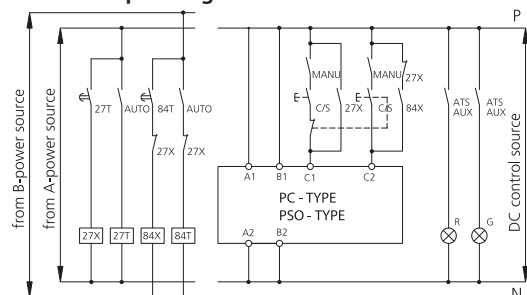 P
from B-power source
from A-power source
27T
AUTO
84T
AUTO
27X
27X
MANU
E
C/S
27X
MANU
27X
E
C/S
84X
ATS
AUX
ATS
AUX
DC control source
A1
B1
C1
C2
PC - TYPE
PSO - TYPE
A2
B2
27X
27T
84X
84T
R
G
N